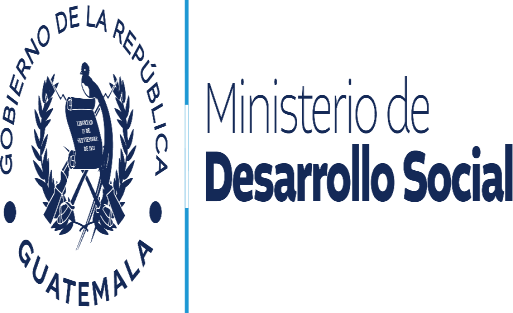 GOBIERNO DE LA REPÚBLICA
GUATEMALA
Ministerio de
Desarrollo Social